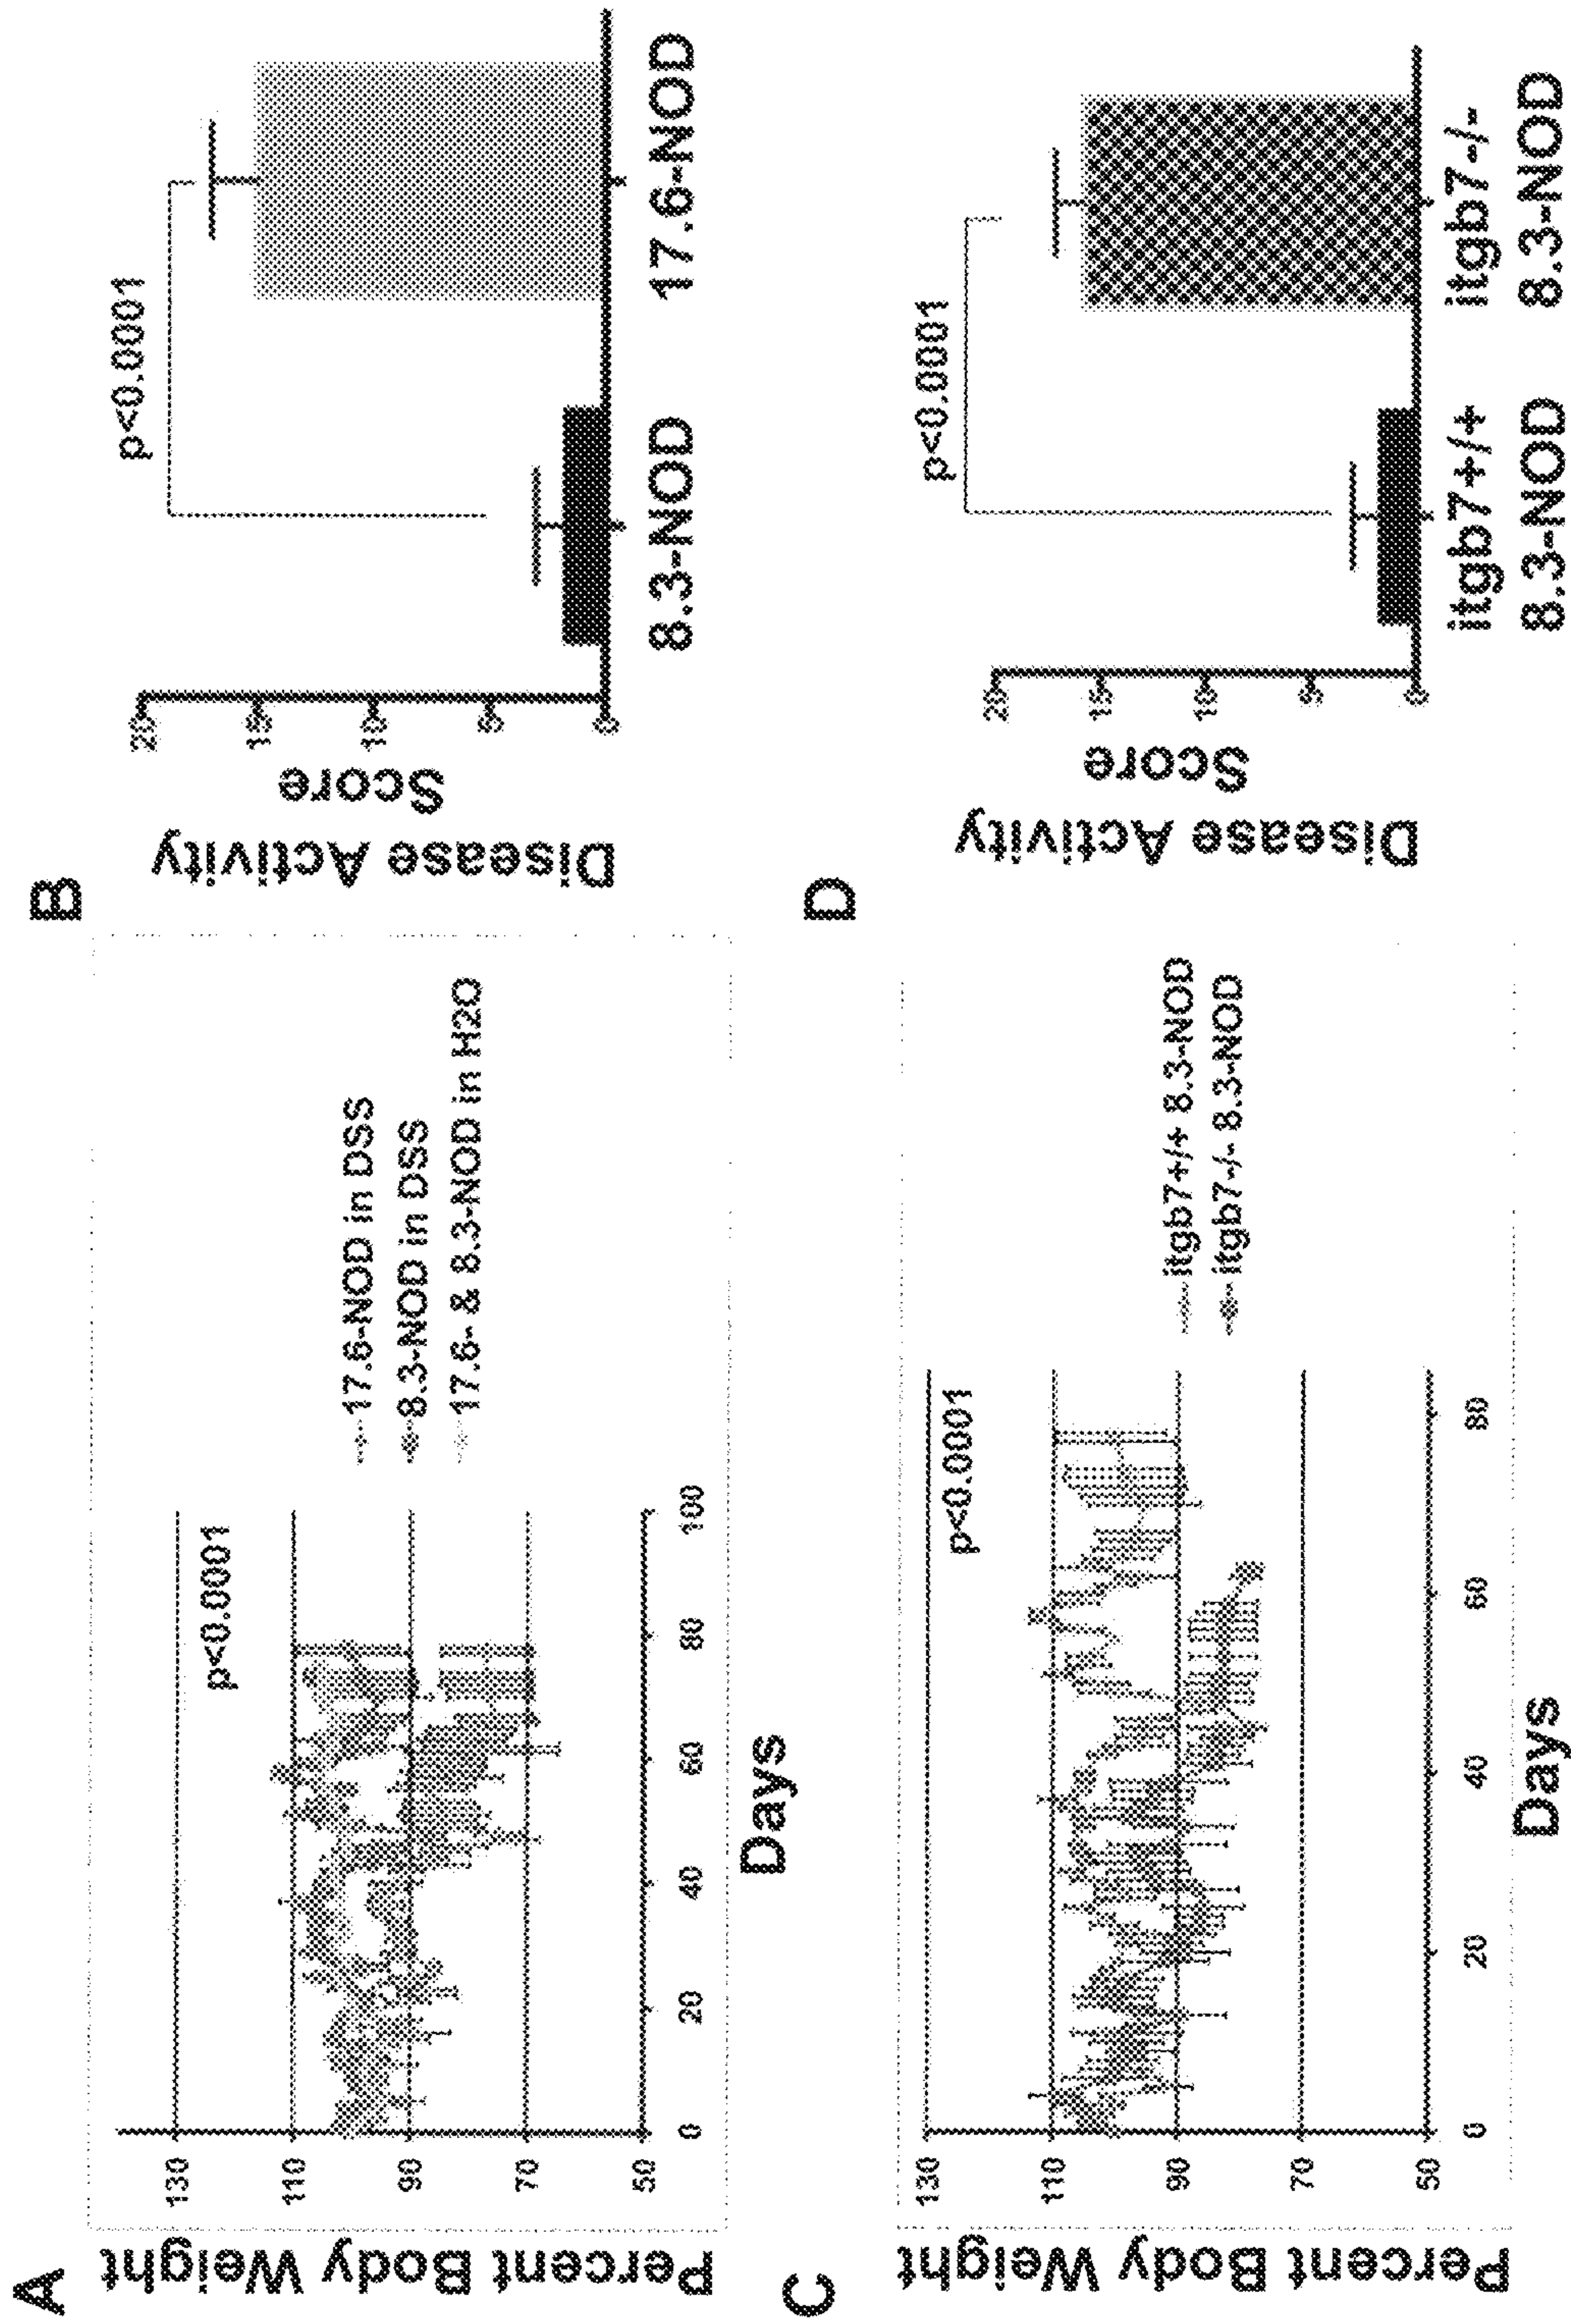 A
Percent Body Weight
130
110
90
70
50
0
20
40
60
80
100
Days
p<0.0001
17.6-NOD in DSS
8.3-NOD in DSS
17.6- & 8.3-NOD in H2O
B
Disease Activity
Score
20
15
10
5
0
p<0.0001
8.3-NOD
17.6-NOD
C
Percent Body Weight
130
110
90
70
50
0
20
40
60
80
Days
p<0.0001
itgb7+/+ 8.3-NOD
itgb7-/- 8.3-NOD
D
Disease Activity
Score
20
15
10
5
0
p<0.0001
itgb7+/+
8.3-NOD
itgb7-/-
8.3-NOD